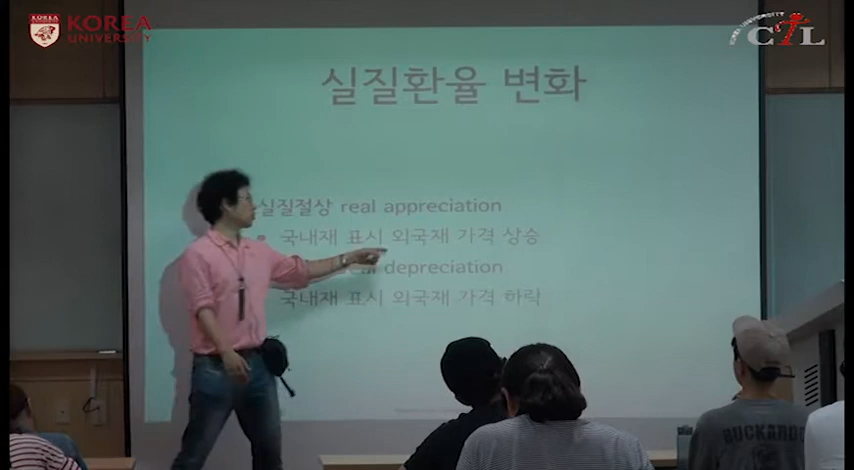 KOREA
UNIVERSITY
CTL
실질환율 변화
실질절상 real appreciation
국내재 표시 외국재 가격 상승
depreciation
국내재 표시 외국재 가격 하락
BUCKAROO